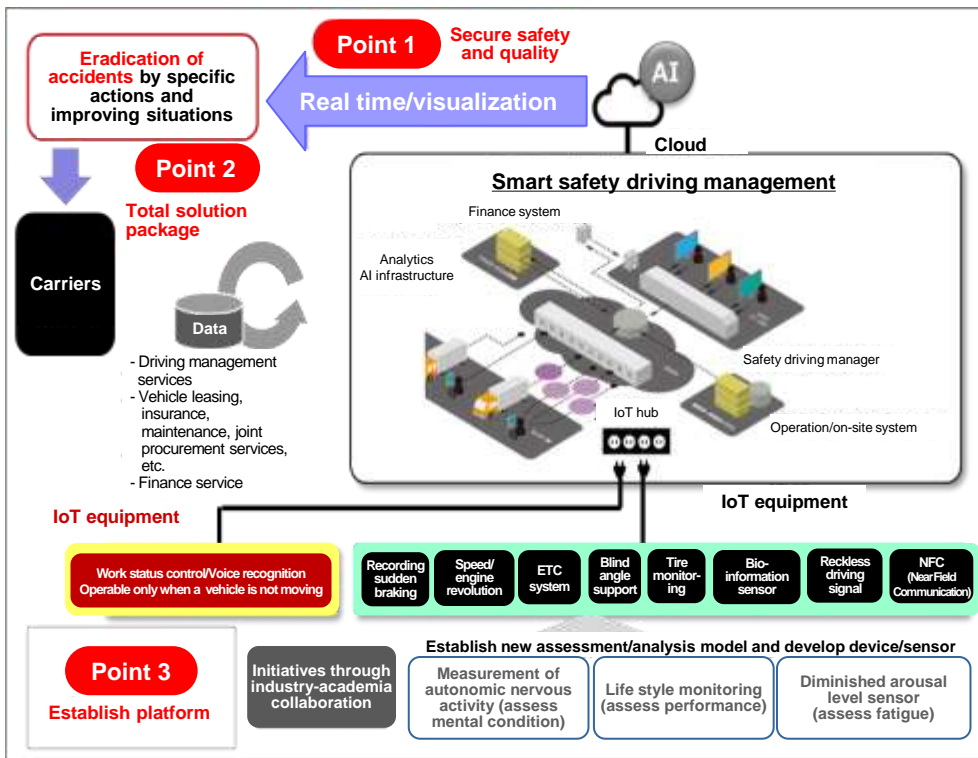 Point 1
Secure safety
and quality
AI
Eradication of
accidents by specific
actions and
improving situations
Real time/visualization
Cloud
Point 2
Total solution
package
Carriers
Data
- Driving management
services
- Vehicle leasing,
insurance,
maintenance, joint
procurement services,
etc.
- Finance service
Smart safety driving management
Finance system
Analytics
AI infrastructure
Safety driving manager
IoT hub
Operation/on-site system
IoT equipment
IoT equipment
Work status control/Voice recognition
Operable only when a vehicle is not moving
Recording
sudden
braking
Speed/
engine
revolution
ETC
system
Blind
angle
support
Tire
monitor-
ing
Bio-
information
sensor
Reckless
driving
signal
NFC
(Near Field
Communication)
Point 3
Establish platform
Initiatives through
industry-academia
collaboration
Establish new assessment/analysis model and develop device/sensor
Measurement of
autonomic nervous
activity (assess
mental condition)
Life style monitoring
(assess performance)
Diminished arousal
level sensor
(assess fatigue)